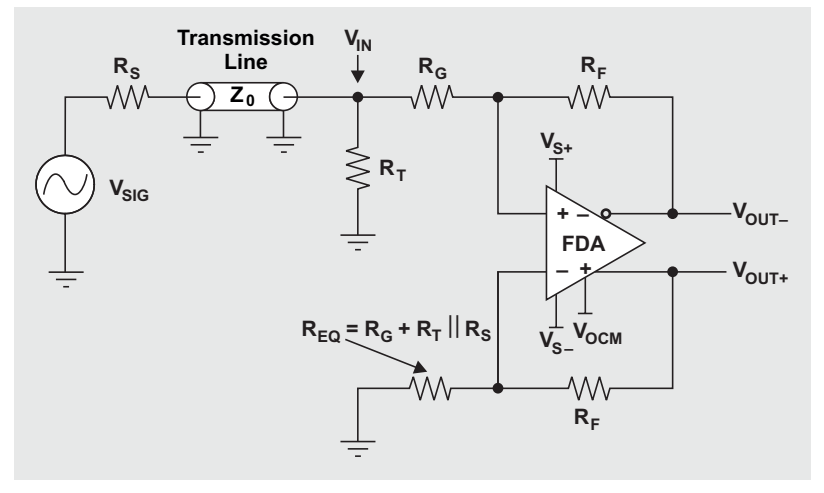 Transmission
Line
V_IN
R_S
Z_0
R_G
R_F
R_T
V_SIG
V_S+
+ –
FDA
– +
V_OUT–
V_OUT+
V_S–
V_OCM
R_EQ = R_G + R_T || R_S
R_F